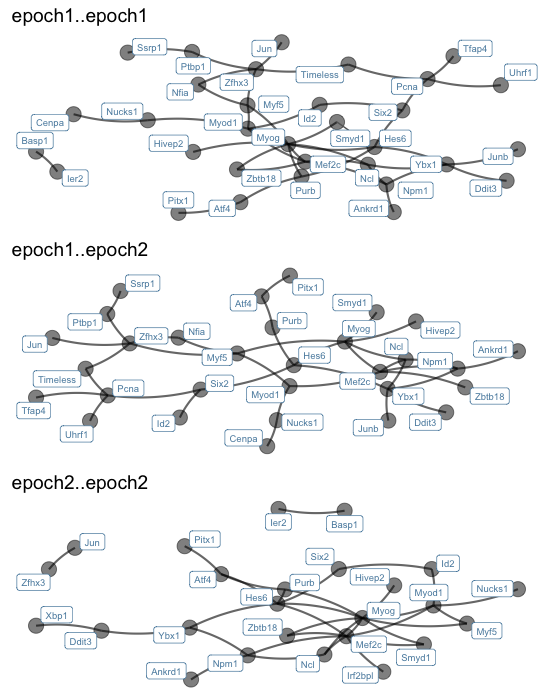 epoch1..epoch1
Ssrp1
Jun
Tfap4
Ptbp1
Timeless
Uhrf1
Zfhx3
Pcna
Nfia
Myf5
Cenpa
Nucks1
Myod1
Id2
Six2
Basp1
Hivep2
Myog
Smyd1
Hes6
Junb
Ier2
Zbtb18
Mef2c
Ncl
Ybx1
Ddit3
Purb
Npm1
Pitx1
Atf4
Ankrd1
epoch1..epoch2
Ssrp1
Pitx1
Atf4
Smyd1
Ptbp1
Zfhx3
Nfia
Purb
Myog
Hivep2
Jun
Myf5
Hes6
Ncl
Npm1
Ankrd1
Timeless
Pcna
Six2
Myod1
Mef2c
Ybx1
Zbtb18
Tfap4
Uhrf1
Id2
Nucks1
Junb
Ddit3
Cenpa
epoch2..epoch2
Ier2
Basp1
Pitx1
Jun
Six2
Id2
Zfhx3
Atf4
Purb
Hivep2
Nucks1
Hes6
Myod1
Xbp1
Myog
Ddit3
Ybx1
Zbtb18
Mef2c
Myf5
Npm1
Ncl
Smyd1
Ankrd1
Irf2bpl